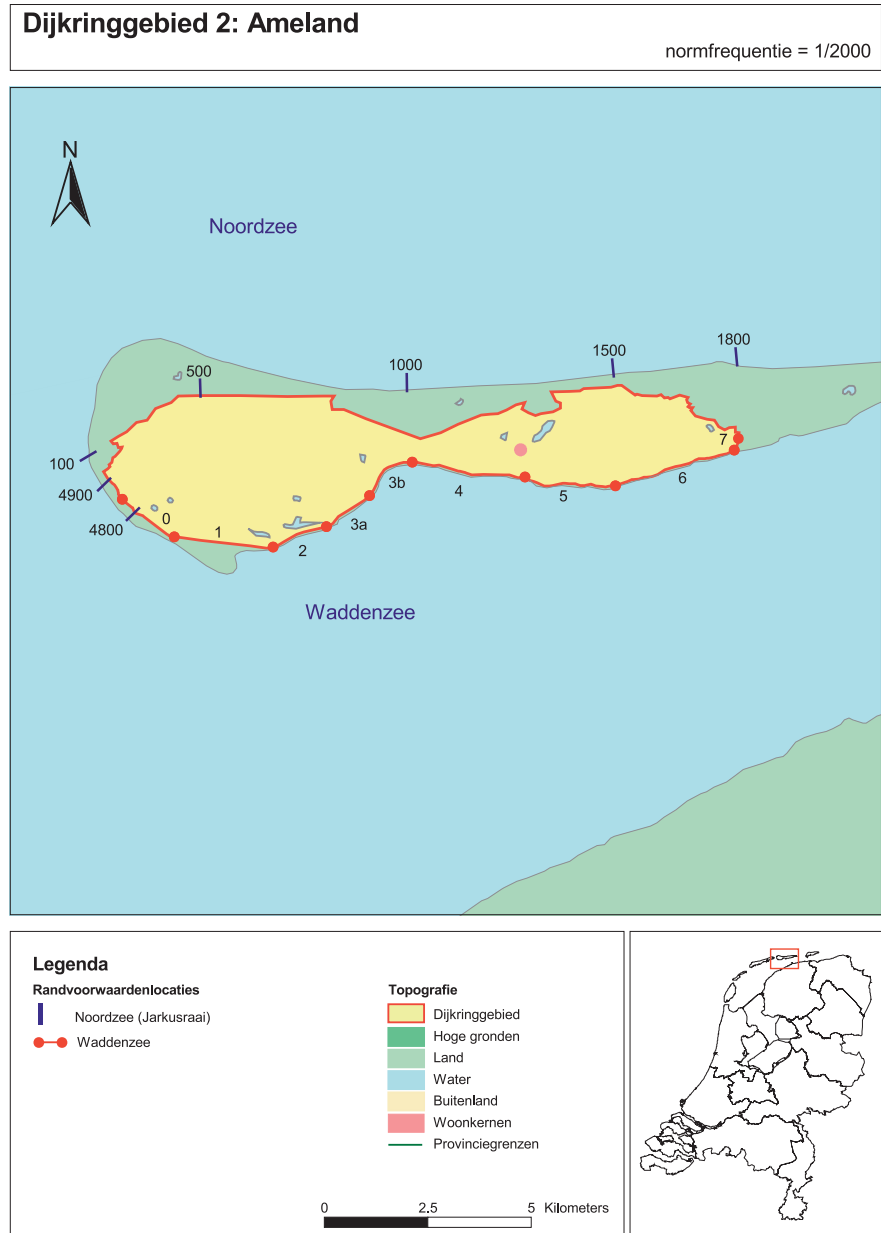 Dijkringgebied 2: Ameland
normfrequentie = 1/2000
N
Noordzee
1800
1500
1000
500
100
4900
4800
0
1
2
3a
3b
4
5
6
7
Waddenzee
Legenda
Randvoorwaardenlocaties
Noordzee (Jarkusraai)
Waddenzee
Topografie
Dijkringgebied
Hoge gronden
Land
Water
Buitenland
Woonkernen
Provinciegrenzen
0 2.5 5 Kilometers